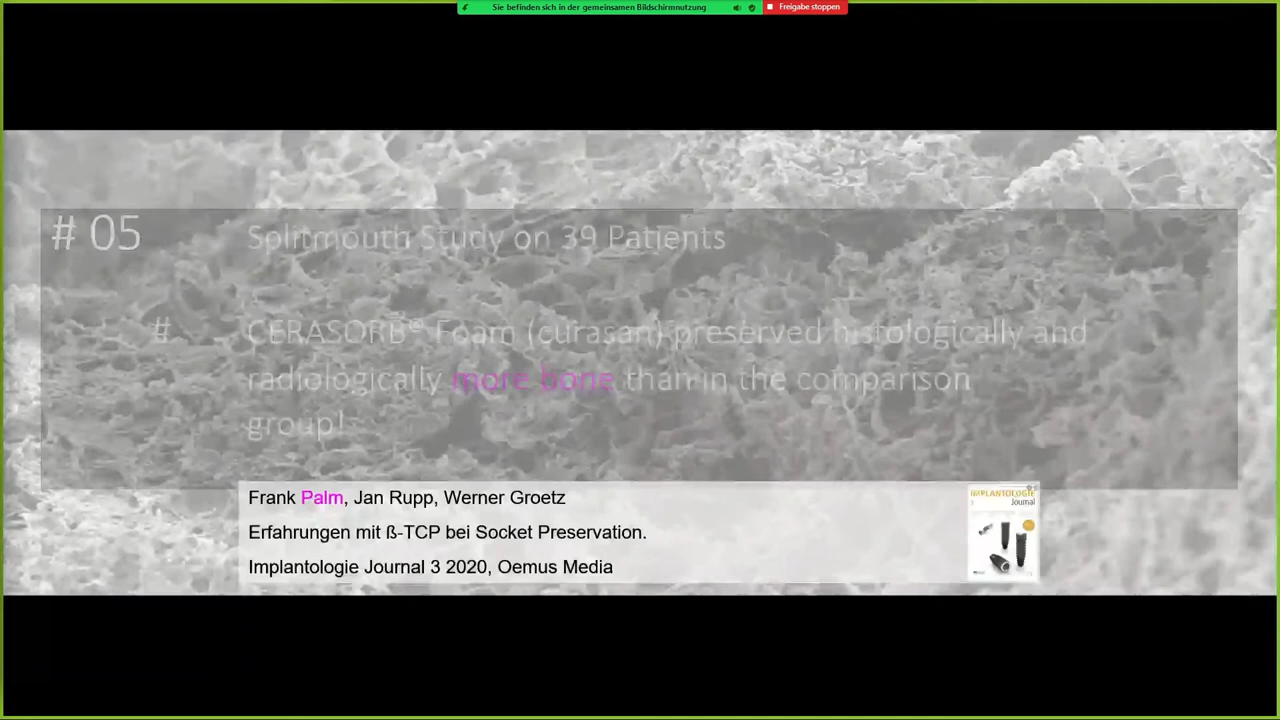 Sie befinden sich in der gemeinsamen Bildschirmnutzung
Freigabe stoppen
# 05
Splitmouth Study on 39 Patients
#
CERASORB® Foam (curasan) preserved histologically and
radiologically more bone than in the comparison
group!
Frank Palm, Jan Rupp, Werner Groetz
Erfahrungen mit ß-TCP bei Socket Preservation.
Implantologie Journal 3 2020, Oemus Media
IMPLANTOLOGIE
Journal